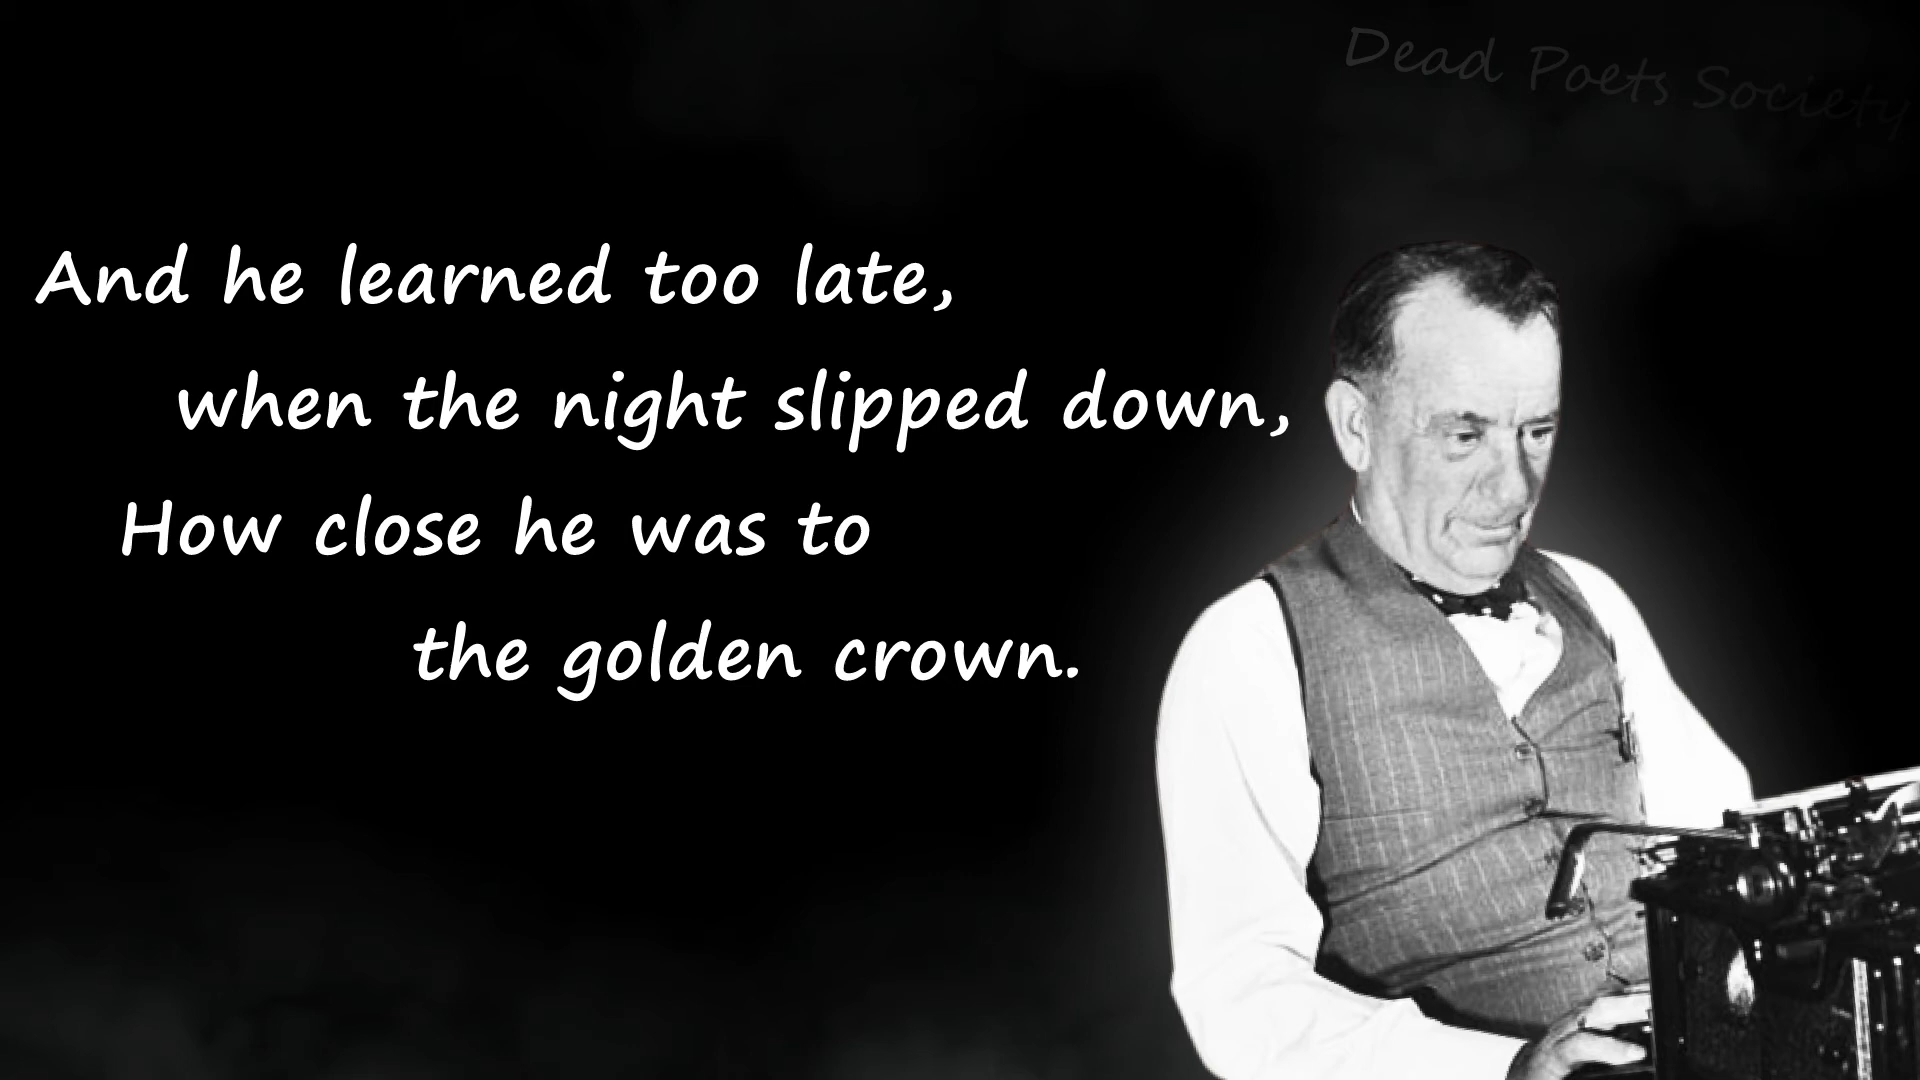 Dead Poets Society
And he learned too late,
when the night slipped down,
How close he was to
the golden crown.